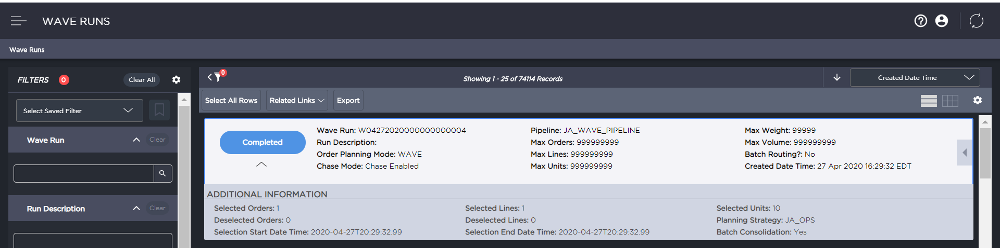 WAVE RUNS
Wave Runs
FILTERS 0 Clear All
Select Saved Filter
Wave Run Clear
Run Description Clear
0
Showing 1 - 25 of 74114 Records
Created Date Time
Select All Rows Related Links Export
Completed
Wave Run: W04272020000000000004
Run Description:
Order Planning Mode: WAVE
Chase Mode: Chase Enabled
Pipeline: JA_WAVE_PIPELINE
Max Orders: 999999999
Max Lines: 999999999
Max Units: 999999999
Max Weight: 99999
Max Volume: 999999999
Batch Routing?: No
Created Date Time: 27 Apr 2020 16:29:32 EDT
ADDITIONAL INFORMATION
Selected Orders: 1
Deselected Orders: 0
Selection Start Date Time: 2020-04-27T20:29:32.99
Selected Lines: 1
Deselected Lines: 0
Selection End Date Time: 2020-04-27T20:29:32.99
Selected Units: 10
Planning Strategy: JA_OPS
Batch Consolidation: Yes